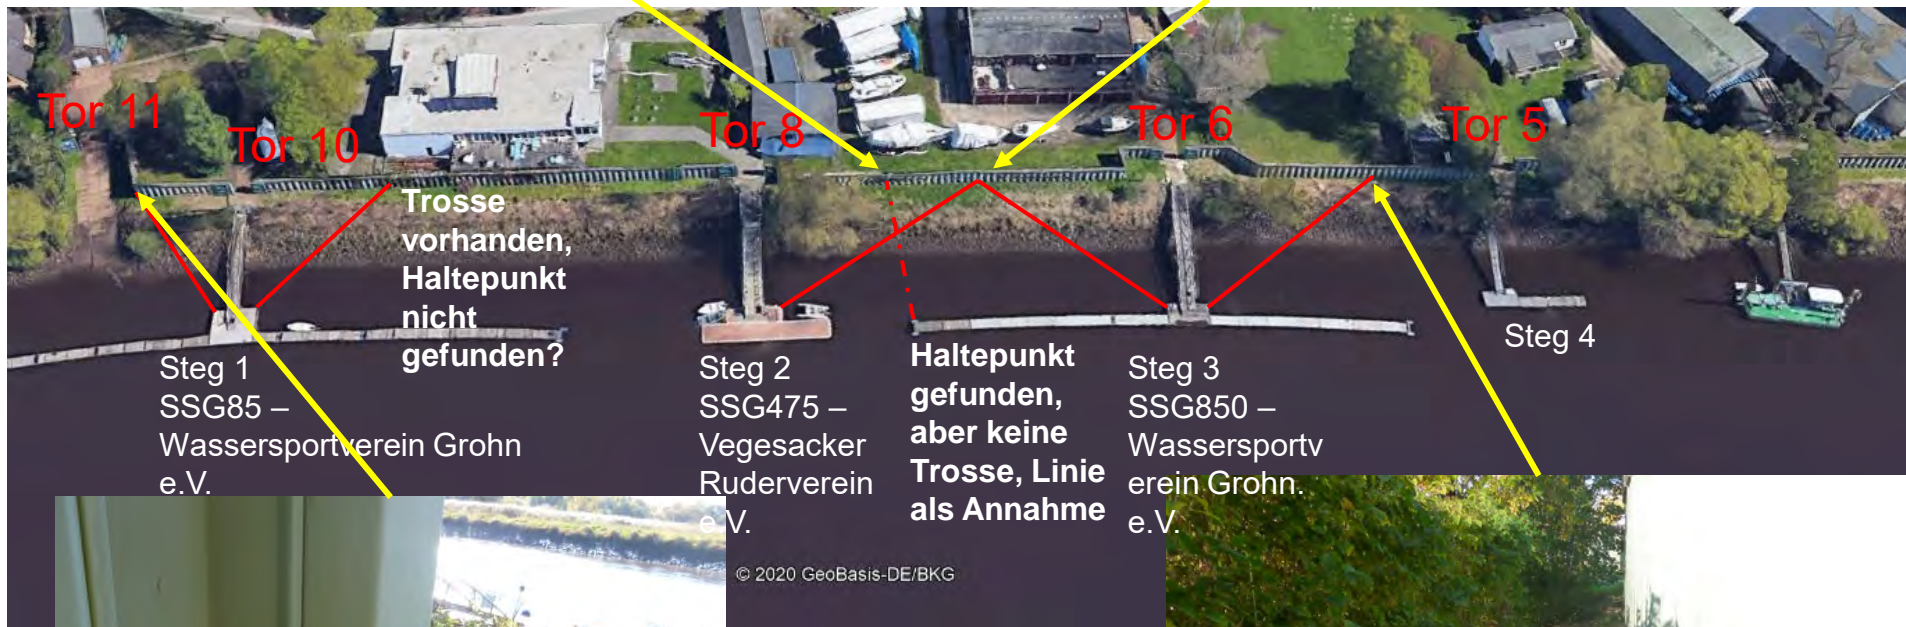 Tor 11
Tor 10
Tor 8
Tor 6
Tor 5
Trosse
vorhanden,
Haltepunkt
nicht
gefunden?
Steg 1
SSG85 –
Wassersportverein Grohn
e.V.
Steg 2
SSG475 –
Vegesacker
Ruderverein
e.V.
Haltepunkt
gefunden,
aber keine
Trosse, Linie
als Annahme
Steg 3
SSG850 –
Wassersportv
erein Grohn.
e.V.
Steg 4
© 2020 GeoBasis-DE/BKG